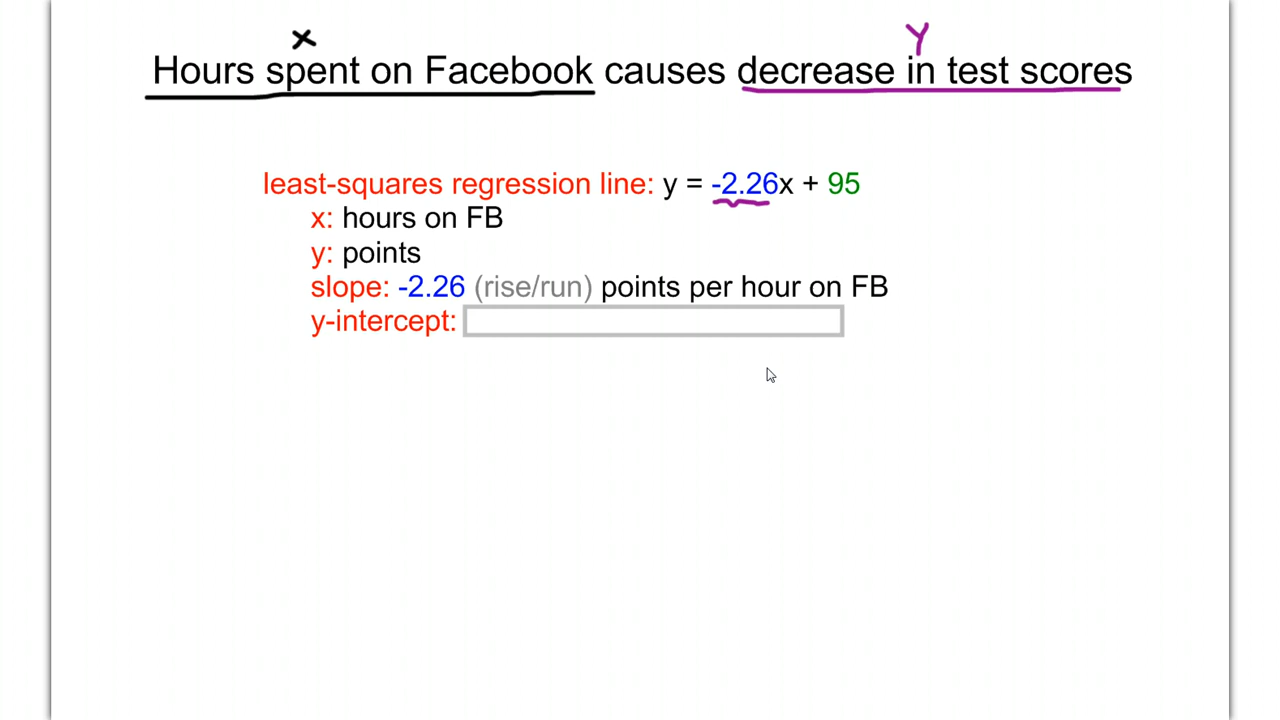 x
Y
Hours spent on Facebook causes decrease in test scores
least-squares regression line: y = -2.26x + 95
x: hours on FB
y: points
slope: -2.26 (rise/run) points per hour on FB
y-intercept: